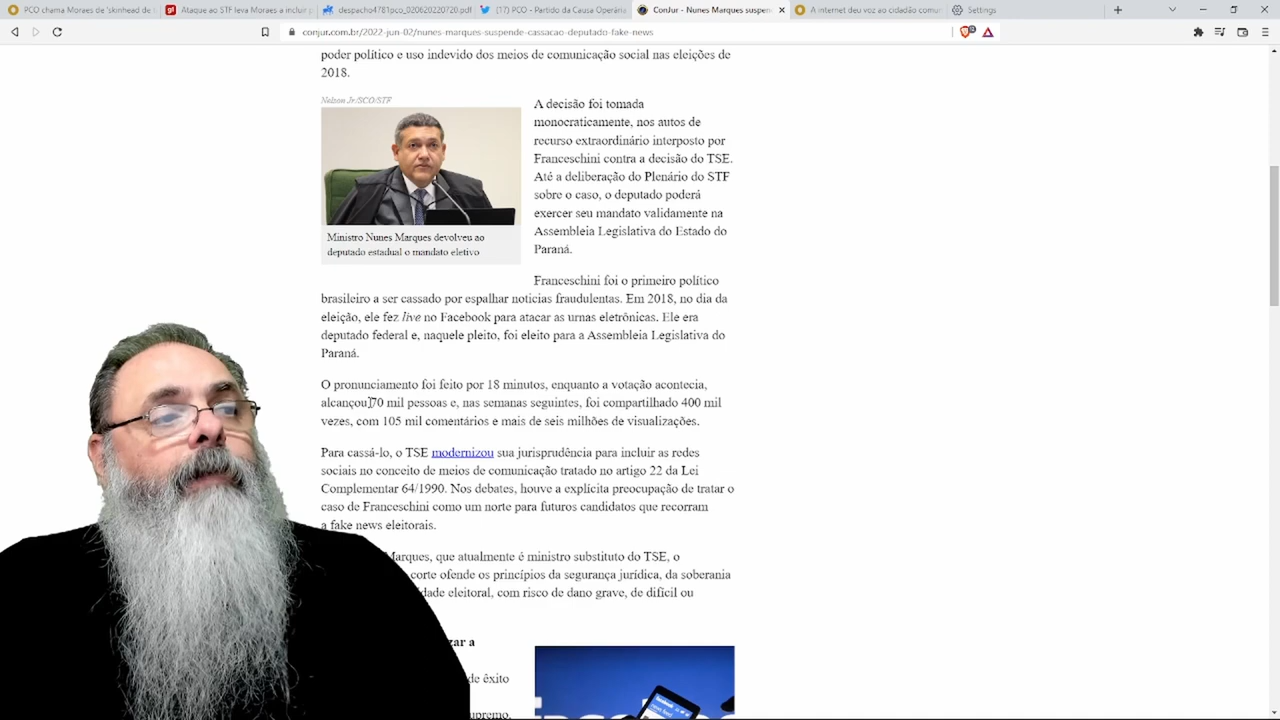 PCO chama Moraes de 'skinhead de t
Ataque ao STF leva Moraes a incluir p
despacho4781pco_020620220720.pdf
(17) PCO - Partido da Causa Operária
ConJur - Nunes Marques suspen
A internet deu voz ao cidadão comu
Settings
conjur.com.br/2022-jun-02/nunes-marques-suspende-cassacao-deputado-fake-news
poder político e uso indevido dos meios de comunicação social nas eleições de
2018.
Nelson Jr/SCO/STF
Ministro Nunes Marques devolveu ao
deputado estadual o mandato eletivo
A decisão foi tomada
monocraticamente, nos autos de
recurso extraordinário interposto por
Franceschini contra a decisão do TSE.
Até a deliberação do Plenário do STF
sobre o caso, o deputado poderá
exercer seu mandato validamente na
Assembleia Legislativa do Estado do
Paraná.
Franceschini foi o primeiro político
brasileiro a ser cassado por espalhar notícias fraudulentas. Em 2018, no dia da
eleição, ele fez live no Facebook para atacar as urnas eletrônicas. Ele era
deputado federal e, naquele pleito, foi eleito para a Assembleia Legislativa do
Paraná.
O pronunciamento foi feito por 18 minutos, enquanto a votação acontecia,
alcançou 70 mil pessoas e, nas semanas seguintes, foi compartilhado 400 mil
vezes, com 105 mil comentários e mais de seis milhões de visualizações.
Para cassá-lo, o TSE modernizou sua jurisprudência para incluir as redes
sociais no conceito de meios de comunicação tratado no artigo 22 da Lei
Complementar 64/1990. Nos debates, houve a explícita preocupação de tratar o
caso de Franceschini como um norte para futuros candidatos que recorram
a fake news eleitorais.
Marques, que atualmente é ministro substituto do TSE, o
corte ofende os princípios da segurança jurídica, da soberania
dade eleitoral, com risco de dano grave, de difícil ou
zar a
de êxito
upremo,